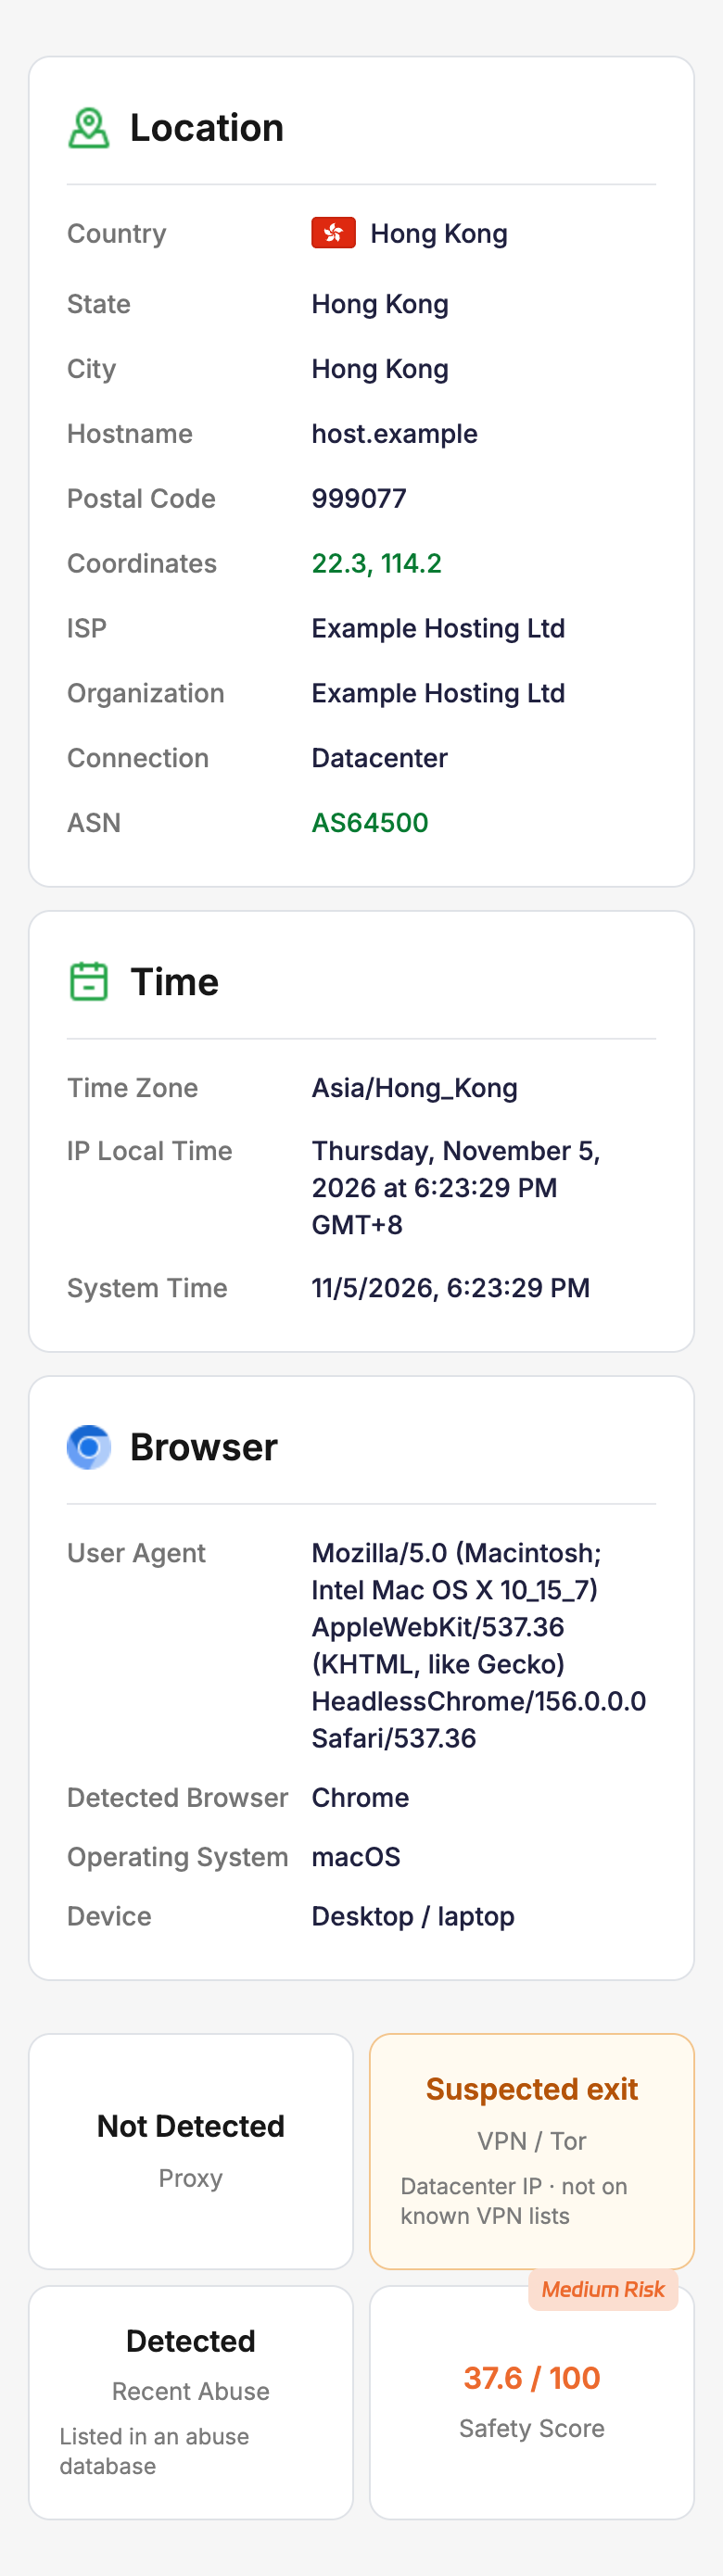 Location
Country Hong Kong
State Hong Kong
City Hong Kong
Hostname host.example
Postal Code 999077
Coordinates 22.3, 114.2
ISP Example Hosting Ltd
Organization Example Hosting Ltd
Connection Datacenter
ASN AS64500
Time
Time Zone Asia/Hong_Kong
IP Local Time Thursday, November 5,
2026 at 6:23:29 PM
GMT+8
System Time 11/5/2026, 6:23:29 PM
Browser
User Agent Mozilla/5.0 (Macintosh;
Intel Mac OS X 10_15_7)
AppleWebKit/537.36
(KHTML, like Gecko)
HeadlessChrome/156.0.0.0
Safari/537.36
Detected Browser Chrome
Operating System macOS
Device Desktop / laptop
Not Detected
Proxy
Suspected exit
VPN / Tor
Datacenter IP · not on
known VPN lists
Detected
Recent Abuse
Listed in an abuse
database
Medium Risk
37.6 / 100
Safety Score